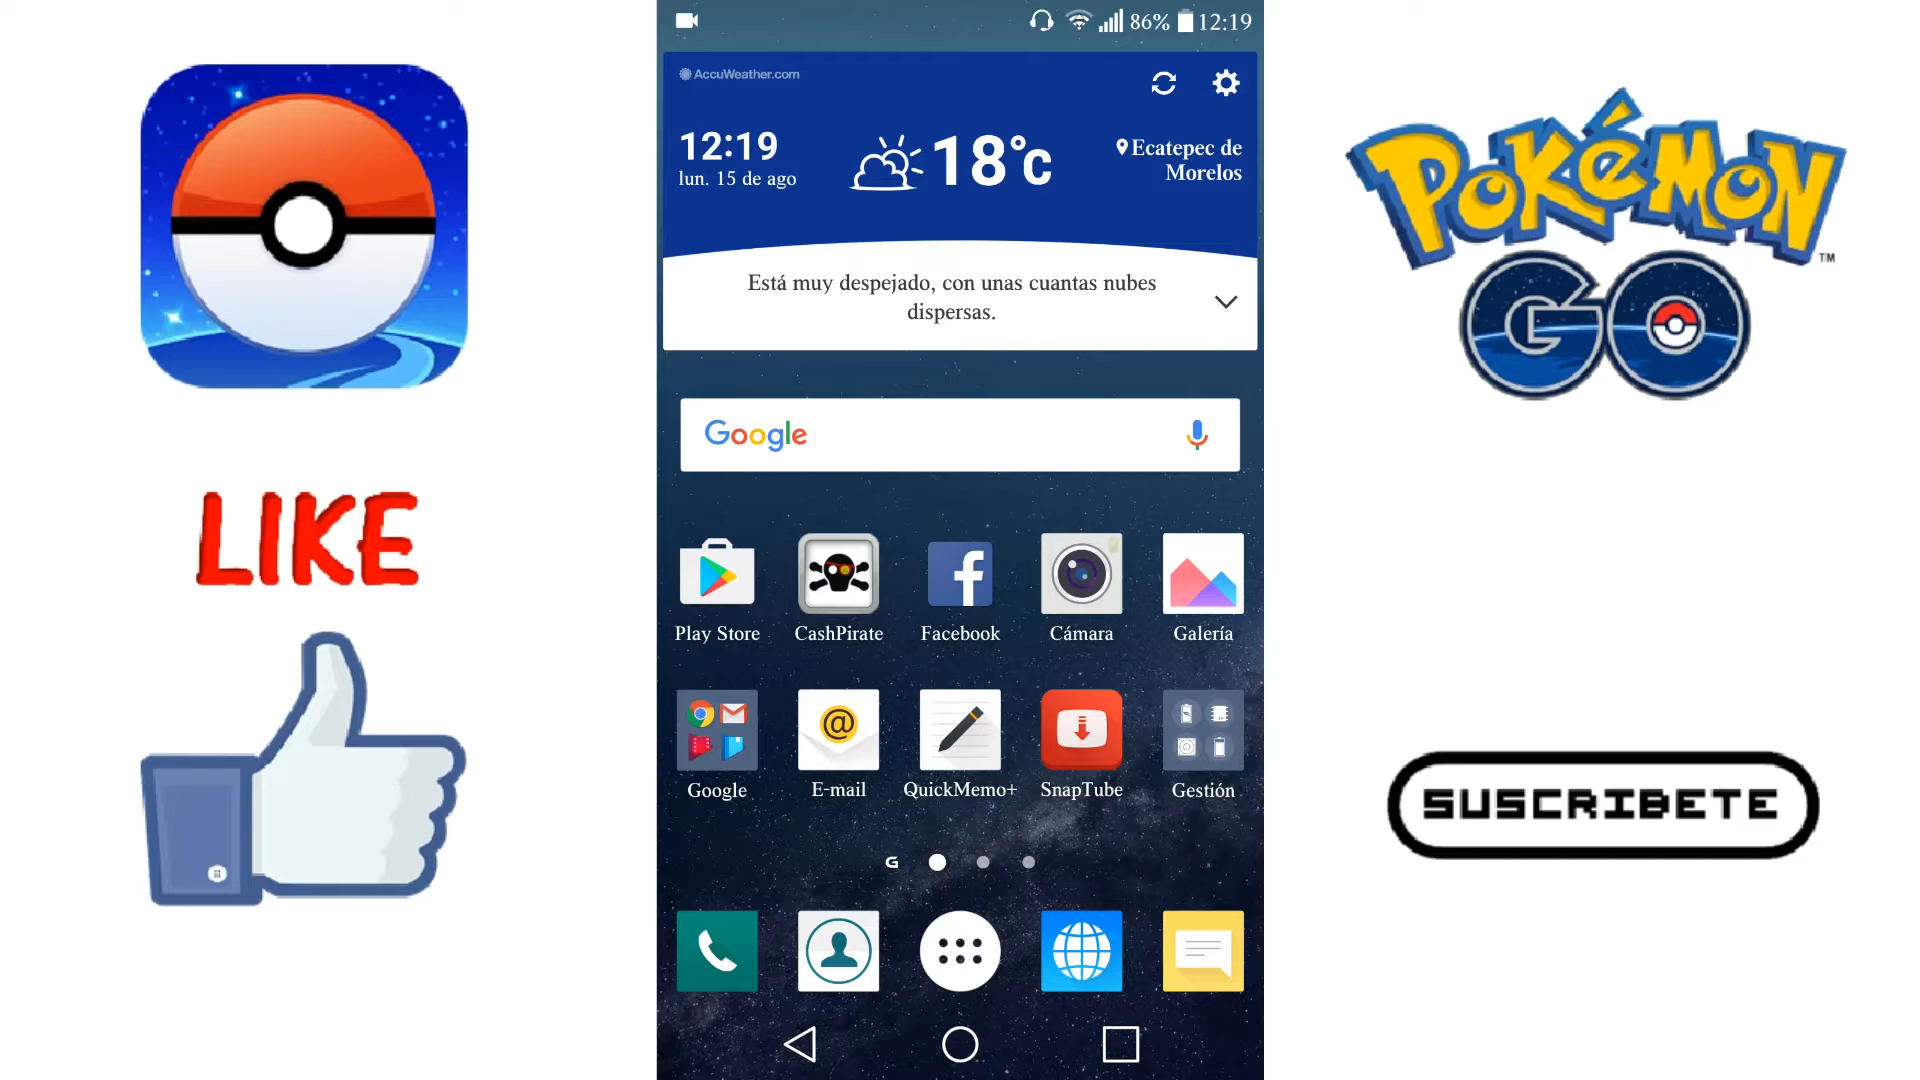 86% 12:19
AccuWeather.com
12:19
lun. 15 de ago
18°c
Ecatepec de
Morelos
Está muy despejado, con unas cuantas nubes
dispersas.
Google
Play Store
CashPirate
Facebook
Cámara
Galería
Google
E-mail
QuickMemo+
SnapTube
Gestión
G
LIKE
POKéMON
™
GO
SUSCRIBETE